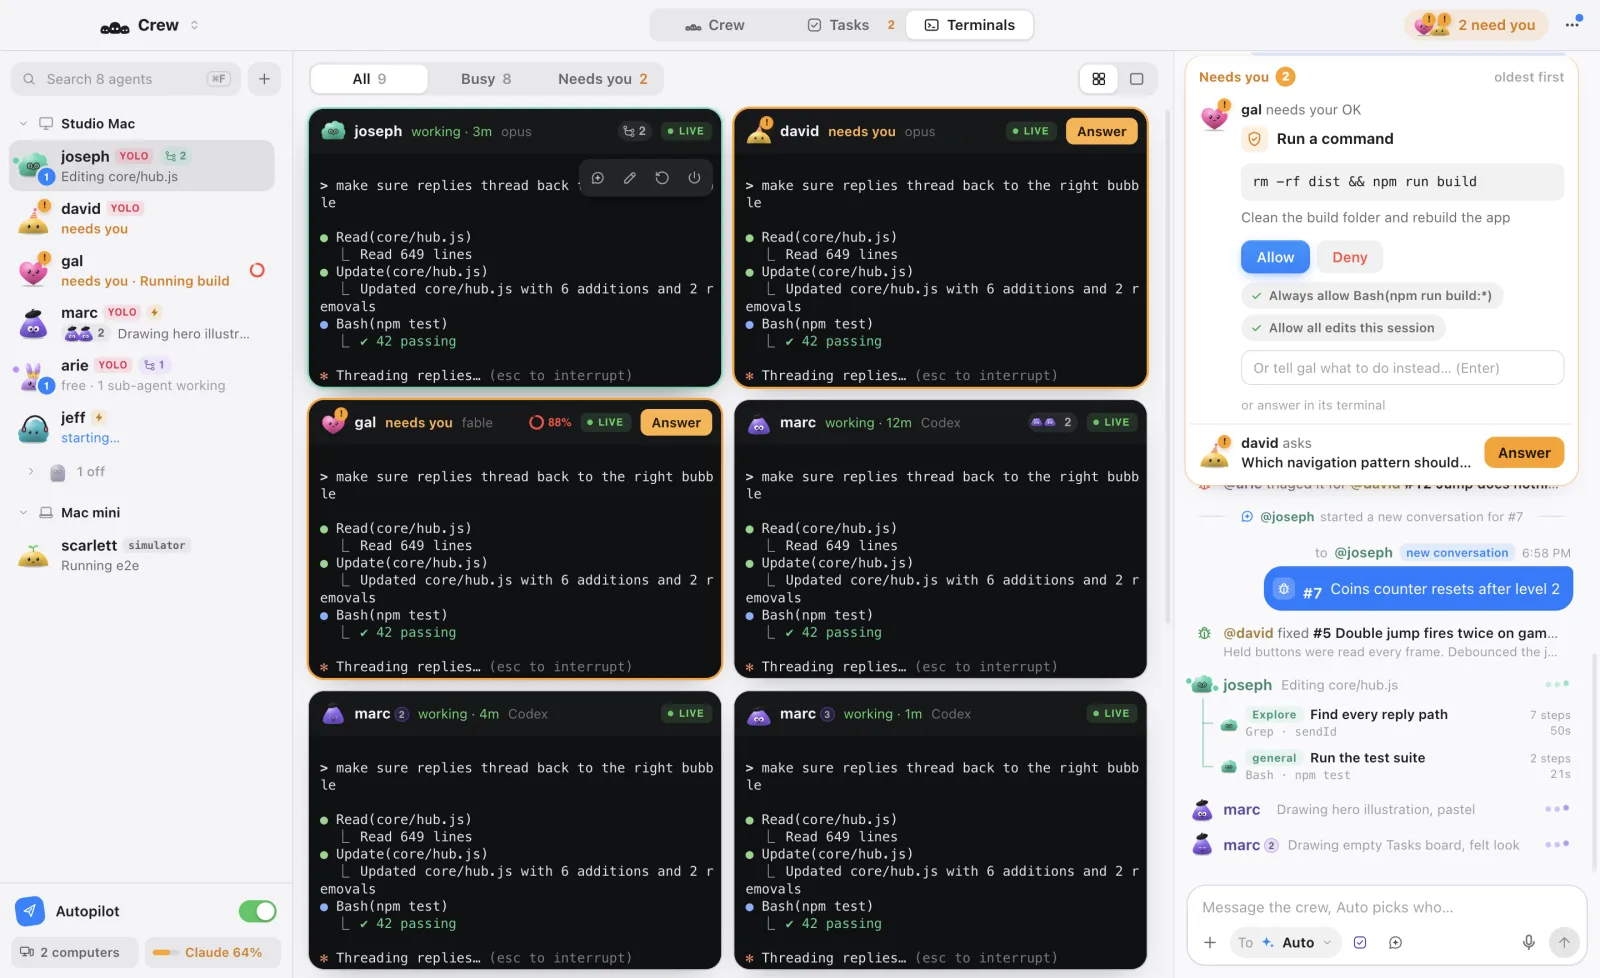 Crew
Crew
Tasks 2
Terminals
2 need you
Search 8 agents ⌘F
Studio Mac
joseph YOLO 2
1 Editing core/hub.js
david YOLO
needs you
gal
needs you · Running build
marc YOLO
2 Drawing hero illustr...
arie YOLO 1
1 free · 1 sub-agent working
jeff
starting...
1 off
Mac mini
scarlett simulator
Running e2e
Autopilot
2 computers
Claude 64%
All 9
Busy 8
Needs you 2
joseph working · 3m opus 2 LIVE
> make sure replies thread back
le
Read(core/hub.js)
⎿ Read 649 lines
Update(core/hub.js)
⎿ Updated core/hub.js with 6 additions and 2 r
emovals
Bash(npm test)
⎿ ✔ 42 passing
* Threading replies… (esc to interrupt)
david needs you opus LIVE Answer
> make sure replies thread back to the right bubb
le
Read(core/hub.js)
⎿ Read 649 lines
Update(core/hub.js)
⎿ Updated core/hub.js with 6 additions and 2 r
emovals
Bash(npm test)
⎿ ✔ 42 passing
* Threading replies… (esc to interrupt)
gal needs you fable 88% LIVE Answer
> make sure replies thread back to the right bubb
le
Read(core/hub.js)
⎿ Read 649 lines
Update(core/hub.js)
⎿ Updated core/hub.js with 6 additions and 2 r
emovals
Bash(npm test)
⎿ ✔ 42 passing
* Threading replies… (esc to interrupt)
marc working · 12m Codex 2 LIVE
> make sure replies thread back to the right bubb
le
Read(core/hub.js)
⎿ Read 649 lines
Update(core/hub.js)
⎿ Updated core/hub.js with 6 additions and 2 r
emovals
Bash(npm test)
⎿ ✔ 42 passing
* Threading replies… (esc to interrupt)
marc 2 working · 4m Codex LIVE
> make sure replies thread back to the right bubb
le
Read(core/hub.js)
⎿ Read 649 lines
Update(core/hub.js)
⎿ Updated core/hub.js with 6 additions and 2 r
emovals
Bash(npm test)
⎿ ✔ 42 passing
* Threading replies… (esc to interrupt)
marc 3 working · 1m Codex LIVE
> make sure replies thread back to the right bubb
le
Read(core/hub.js)
⎿ Read 649 lines
Update(core/hub.js)
⎿ Updated core/hub.js with 6 additions and 2 r
emovals
Bash(npm test)
⎿ ✔ 42 passing
* Threading replies… (esc to interrupt)
Needs you 2 oldest first
gal needs your OK
Run a command
rm -rf dist && npm run build
Clean the build folder and rebuild the app
Allow Deny
✓ Always allow Bash(npm run build:*)
✓ Allow all edits this session
Or tell gal what to do instead... (Enter)
or answer in its terminal
david asks
Which navigation pattern should...
Answer
@joseph started a new conversation for #7
to @joseph new conversation 6:58 PM
#7 Coins counter resets after level 2
@david fixed #5 Double jump fires twice on gam...
Held buttons were read every frame. Debounced the j...
joseph Editing core/hub.js
Explore Find every reply path 7 steps
Grep · sendId 50s
general Run the test suite 2 steps
Bash · npm test 21s
marc Drawing hero illustration, pastel
marc 2 Drawing empty Tasks board, felt look
Message the crew, Auto picks who...
To Auto